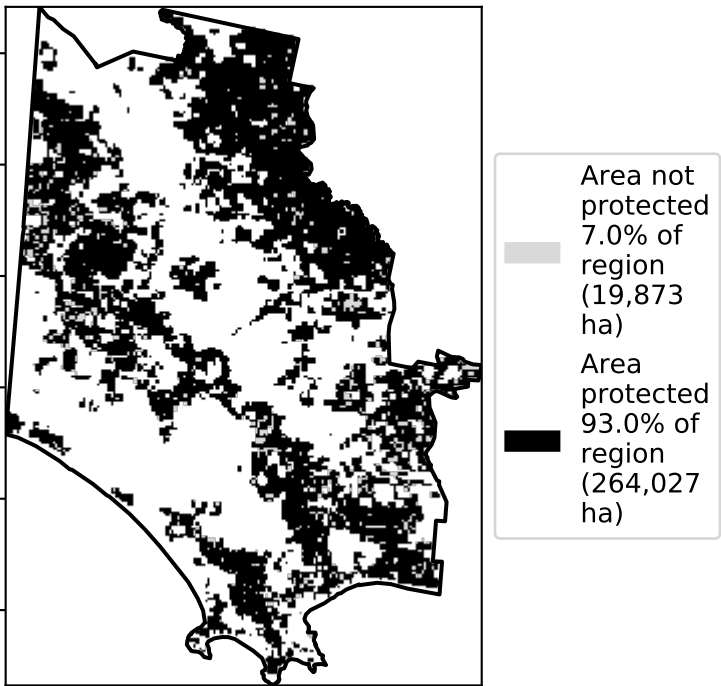 Area not
protected
7.0% of
region
(19,873
ha)
Area
protected
93.0% of
region
(264,027
ha)